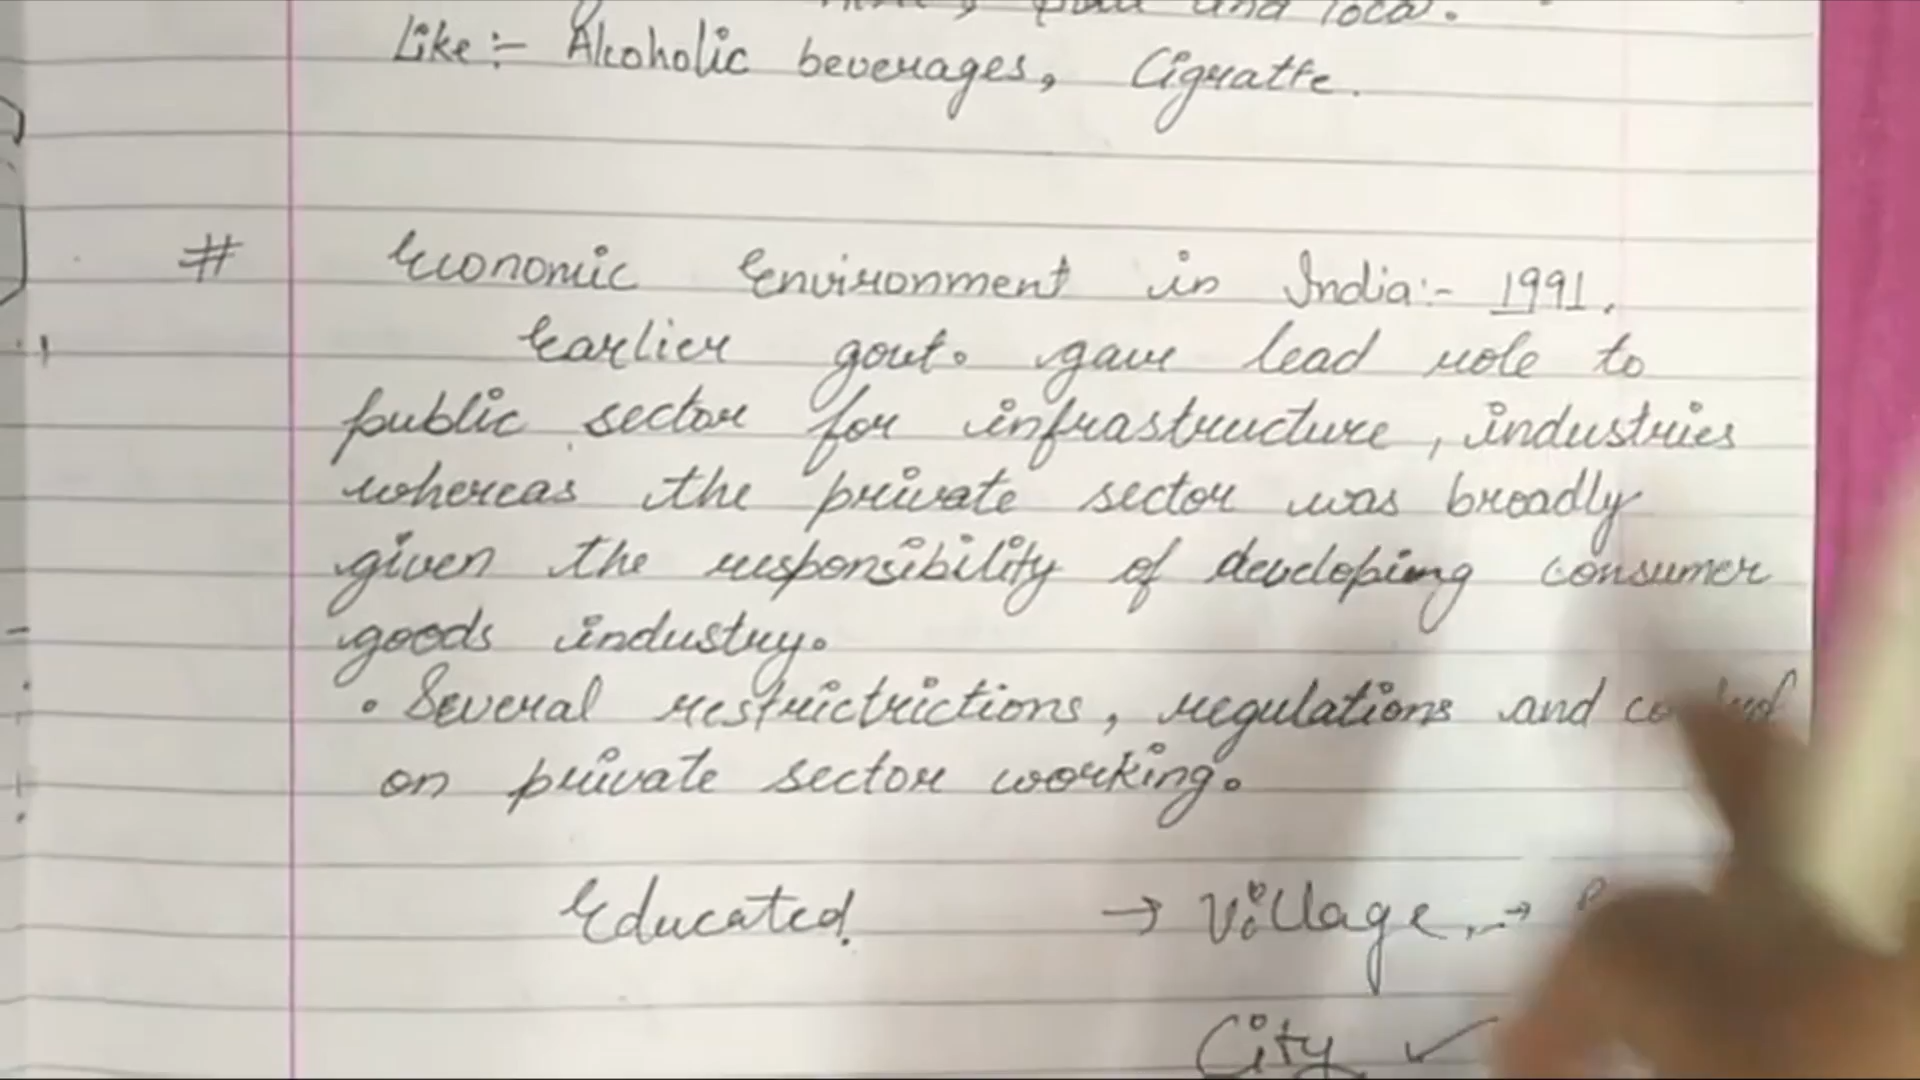 and local.
Like:- Alcoholic beverages, Cigratte.
# Economic Environment in India:- 1991.
Earlier govt. gave lead role to
public sector for infrastructure, industries
whereas the private sector was broadly
given the responsibility of developing consumer
goods industry.
• Several restrictrictions, regulations and
on private sector working.
Educated. → Village, →
City ✓